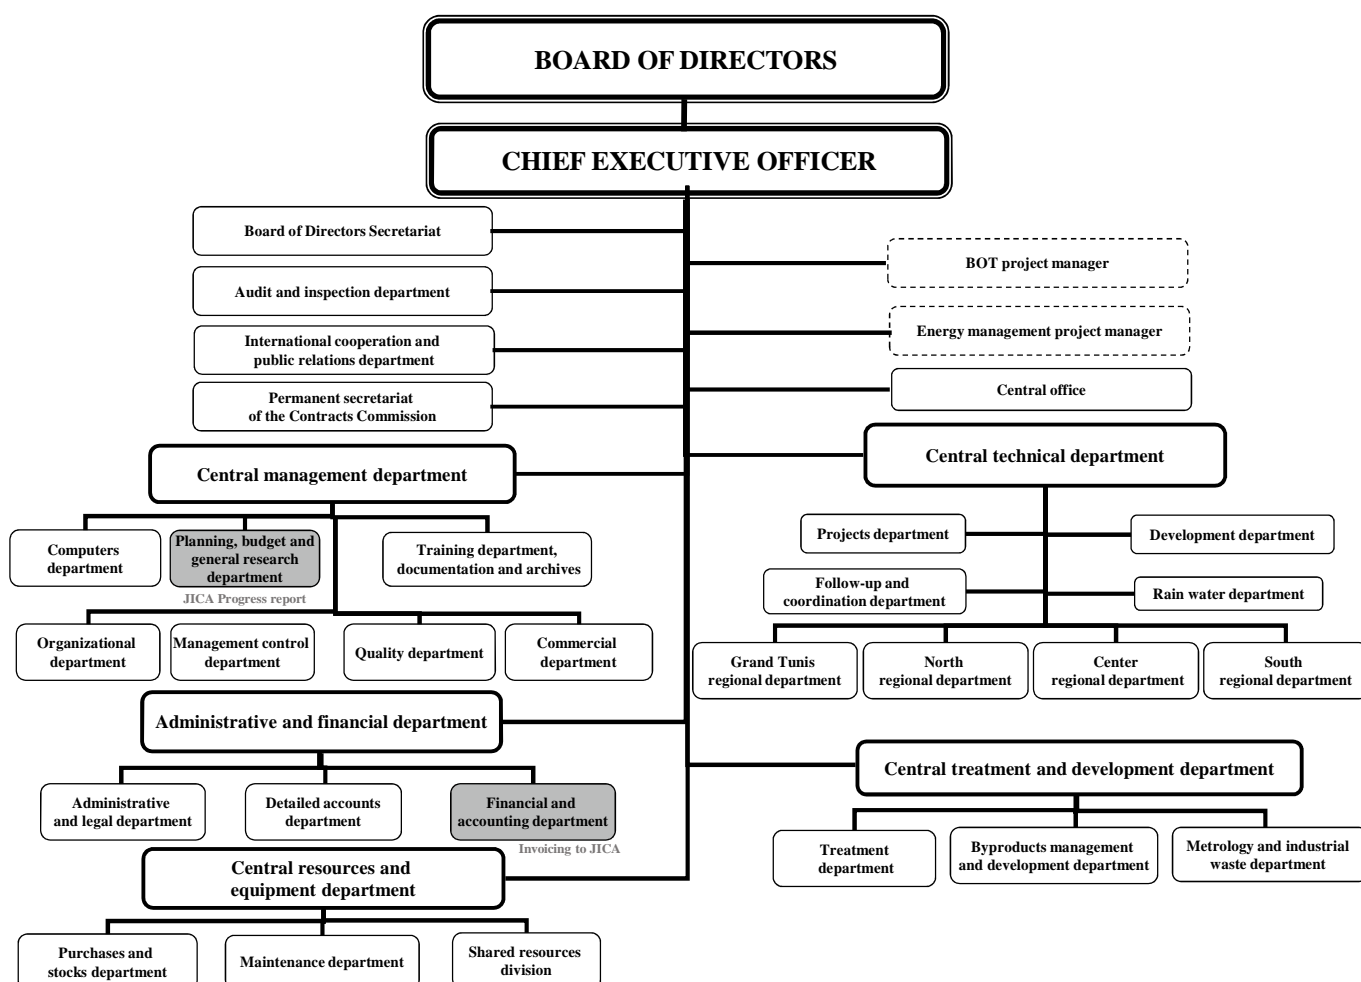 BOARD OF DIRECTORS
CHIEF EXECUTIVE OFFICER
Board of Directors Secretariat
BOT project manager
Audit and inspection department
Energy management project manager
International cooperation and
public relations department
Central office
Permanent secretariat
of the Contracts Commission
Central management department
Central technical department
Computers
department
Planning, budget and
general research
department
Training department,
documentation and archives
JICA Progress report
Projects department
Development department
Follow-up and
coordination department
Rain water department
Organizational
department
Management control
department
Quality department
Commercial
department
Grand Tunis
regional department
North
regional department
Center
regional department
South
regional department
Administrative and financial department
Central treatment and development department
Administrative
and legal department
Detailed accounts
department
Financial and
accounting department
Invoicing to JICA
Treatment
department
Byproducts management
and development department
Metrology and industrial
waste department
Central resources and
equipment department
Purchases and
stocks department
Maintenance department
Shared resources
division